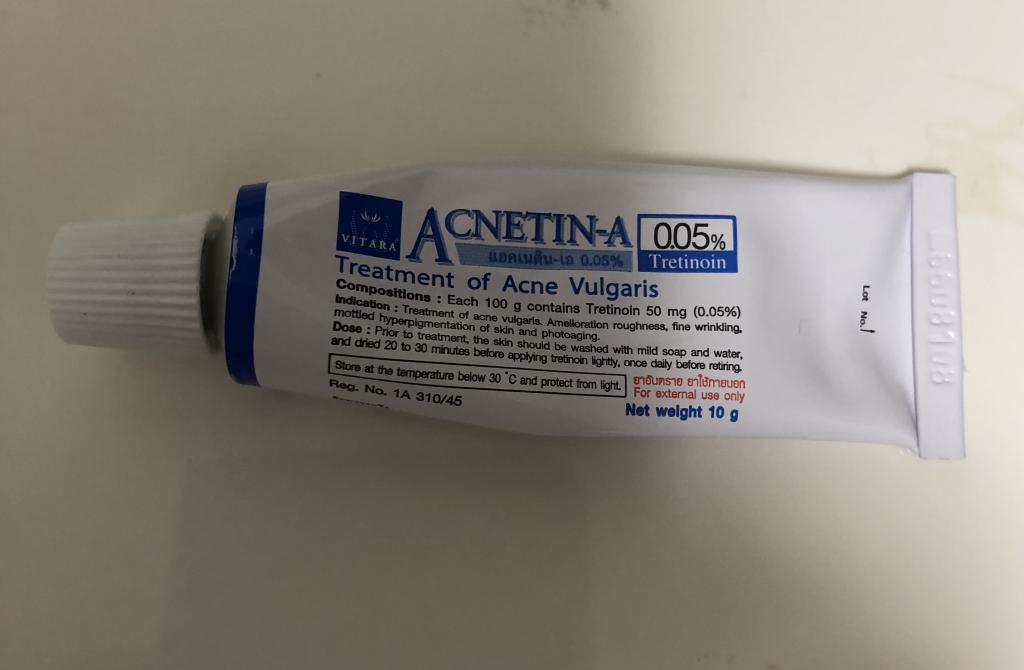 VITARA
ACNETIN-A
แอคเนติน-เอ 0.05%
0.05%
Tretinoin
Treatment of Acne Vulgaris
Compositions : Each 100 g contains Tretinoin 50 mg (0.05%)
Indication : Treatment of acne vulgaris. Amelioration roughness, fine wrinkling,
mottled hyperpigmentation of skin and photoaging.
Dose : Prior to treatment, the skin should be washed with mild soap and water,
and dried 20 to 30 minutes before applying tretinoin lightly, once daily before retiring.
Store at the temperature below 30 °C and protect from light.
ยาอันตราย ยาใช้ภายนอก
For external use only
Reg. No. 1A 310/45
Net weight 10 g
Lot No.